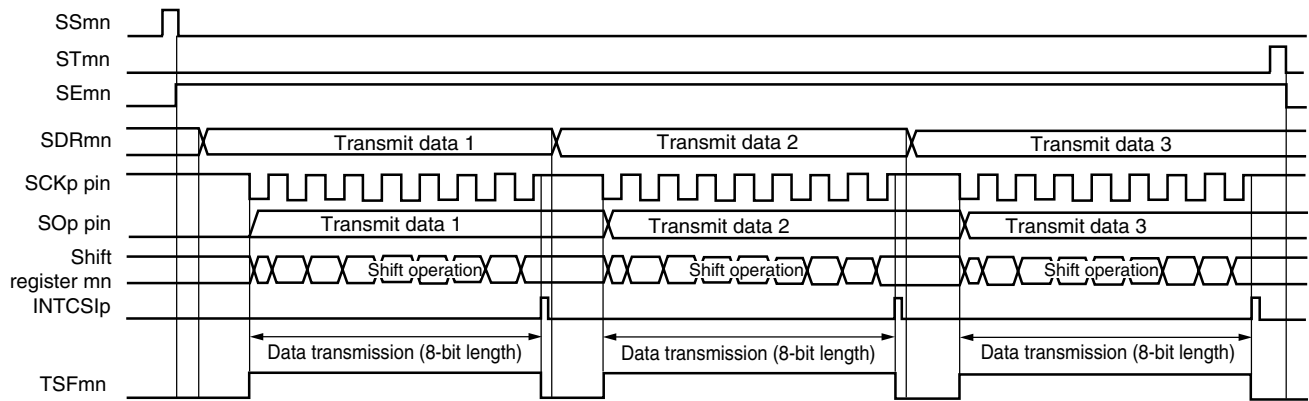 SSmn
STmn
SEmn
SDRmn Transmit data 1 Transmit data 2 Transmit data 3
SCKp pin
SOp pin Transmit data 1 Transmit data 2 Transmit data 3
Shift
register mn Shift operation Shift operation Shift operation
INTCSIp
Data transmission (8-bit length) Data transmission (8-bit length) Data transmission (8-bit length)
TSFmn